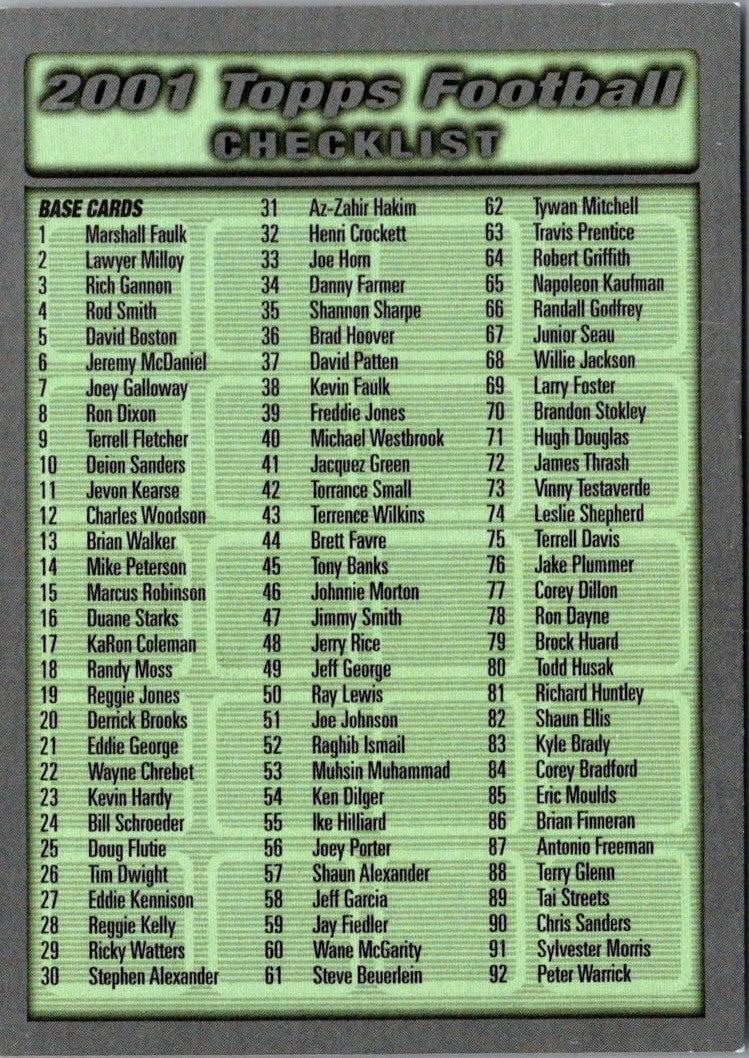 2001 Topps Football
CHECKLIST
BASE CARDS
1 Marshall Faulk
2 Lawyer Milloy
3 Rich Gannon
4 Rod Smith
5 David Boston
6 Jeremy McDaniel
7 Joey Galloway
8 Ron Dixon
9 Terrell Fletcher
10 Deion Sanders
11 Jevon Kearse
12 Charles Woodson
13 Brian Walker
14 Mike Peterson
15 Marcus Robinson
16 Duane Starks
17 KaRon Coleman
18 Randy Moss
19 Reggie Jones
20 Derrick Brooks
21 Eddie George
22 Wayne Chrebet
23 Kevin Hardy
24 Bill Schroeder
25 Doug Flutie
26 Tim Dwight
27 Eddie Kennison
28 Reggie Kelly
29 Ricky Watters
30 Stephen Alexander
31 Az-Zahir Hakim
32 Henri Crockett
33 Joe Horn
34 Danny Farmer
35 Shannon Sharpe
36 Brad Hoover
37 David Patten
38 Kevin Faulk
39 Freddie Jones
40 Michael Westbrook
41 Jacquez Green
42 Torrance Small
43 Terrence Wilkins
44 Brett Favre
45 Tony Banks
46 Johnnie Morton
47 Jimmy Smith
48 Jerry Rice
49 Jeff George
50 Ray Lewis
51 Joe Johnson
52 Raghib Ismail
53 Muhsin Muhammad
54 Ken Dilger
55 Ike Hilliard
56 Joey Porter
57 Shaun Alexander
58 Jeff Garcia
59 Jay Fiedler
60 Wane McGarity
61 Steve Beuerlein
62 Tywan Mitchell
63 Travis Prentice
64 Robert Griffith
65 Napoleon Kaufman
66 Randall Godfrey
67 Junior Seau
68 Willie Jackson
69 Larry Foster
70 Brandon Stokley
71 Hugh Douglas
72 James Thrash
73 Vinny Testaverde
74 Leslie Shepherd
75 Terrell Davis
76 Jake Plummer
77 Corey Dillon
78 Ron Dayne
79 Brock Huard
80 Todd Husak
81 Richard Huntley
82 Shaun Ellis
83 Kyle Brady
84 Corey Bradford
85 Eric Moulds
86 Brian Finneran
87 Antonio Freeman
88 Terry Glenn
89 Tai Streets
90 Chris Sanders
91 Sylvester Morris
92 Peter Warrick